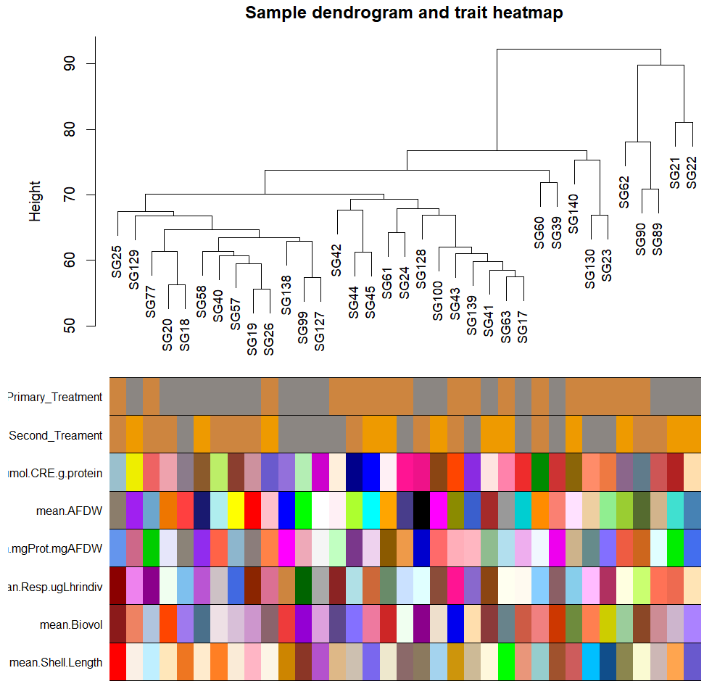 Sample dendrogram and trait heatmap
Height
90
80
70
60
50
SG25
SG129
SG77
SG20
SG18
SG58
SG40
SG57
SG19
SG26
SG138
SG99
SG127
SG42
SG44
SG45
SG61
SG24
SG128
SG100
SG43
SG139
SG41
SG63
SG17
SG60
SG39
SG140
SG130
SG23
SG62
SG90
SG89
SG21
SG22
Primary_Treatment
Second_Treament
mol.CRE.g.protein
mean.AFDW
.mgProt.mgAFDW
an.Resp.ugLhrindiv
mean.Biovol
mean.Shell.Length